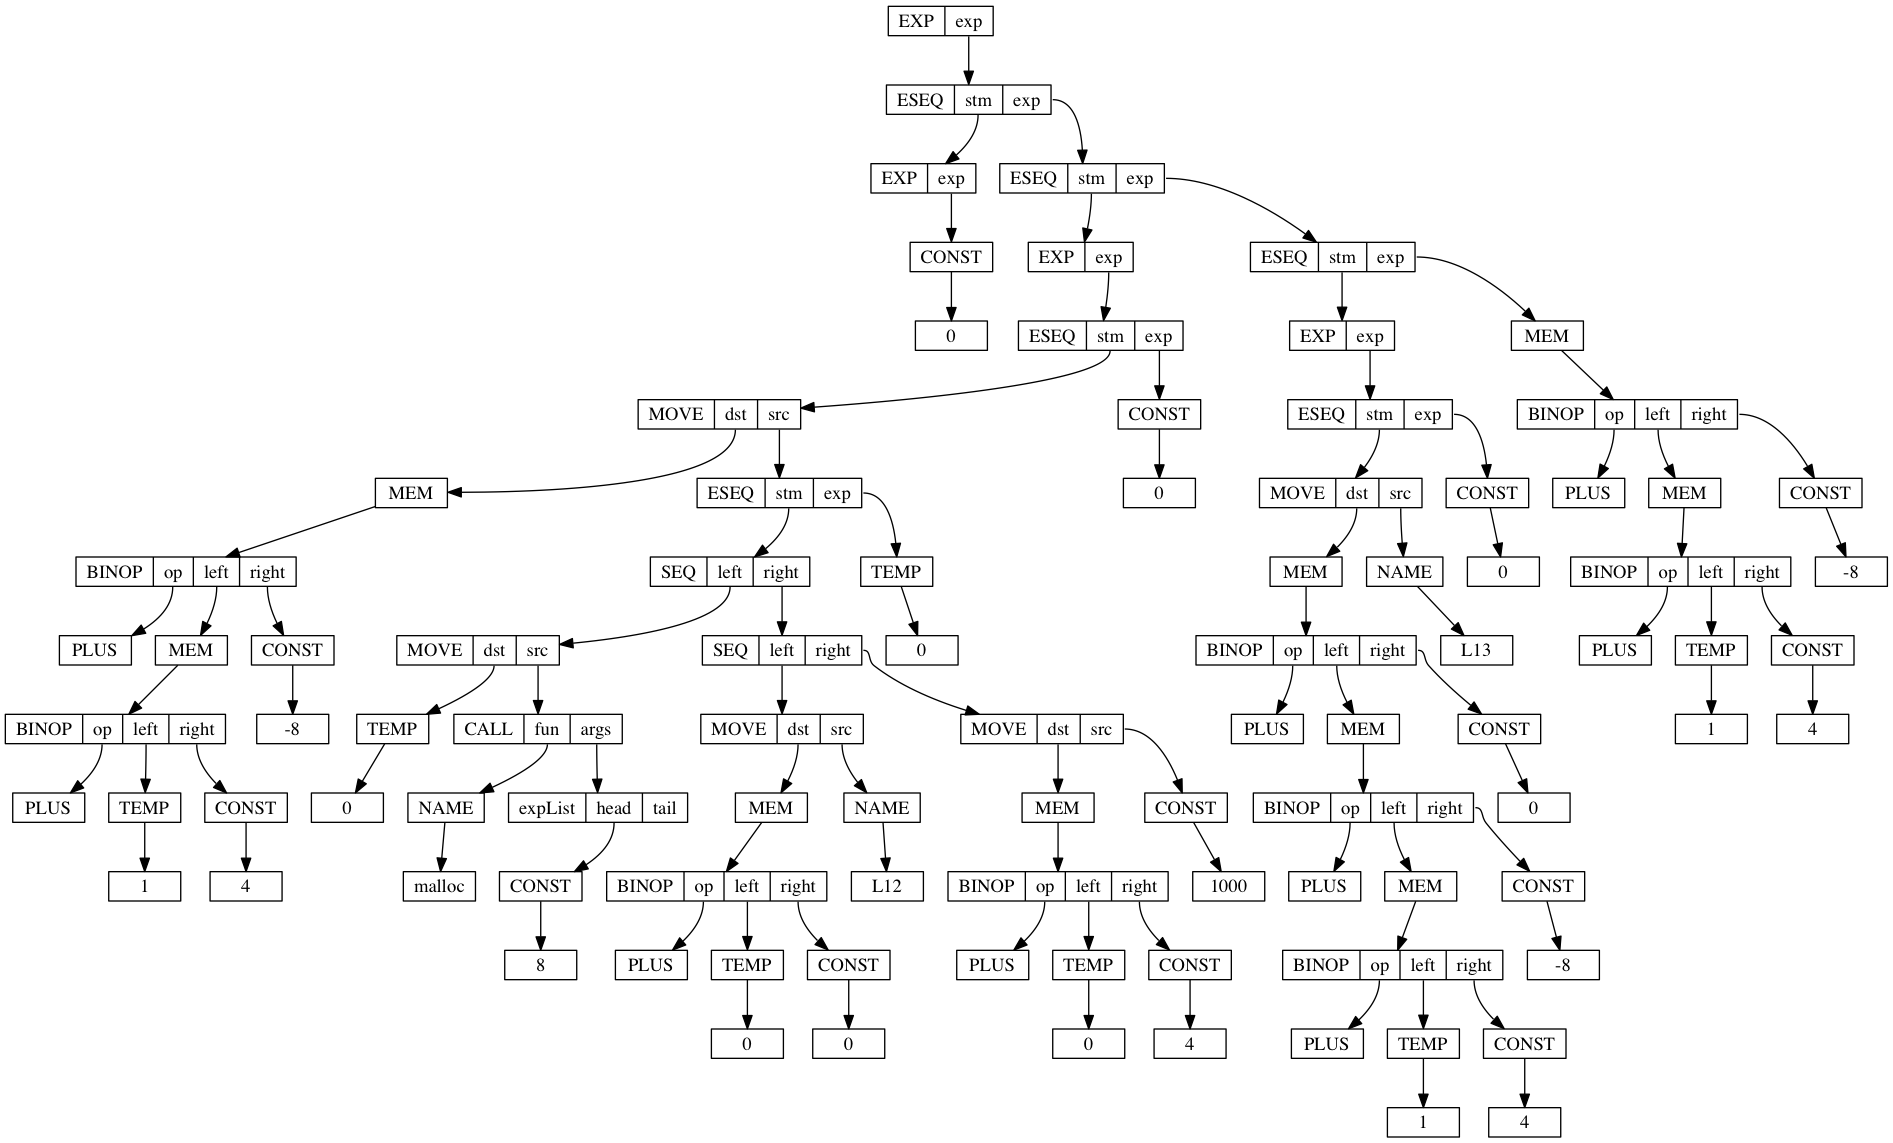 EXP exp
ESEQ stm exp
EXP exp ESEQ stm exp
CONST EXP exp ESEQ stm exp
0 ESEQ stm exp EXP exp MEM
MOVE dst src CONST ESEQ stm exp BINOP op left right
MEM ESEQ stm exp 0 MOVE dst src CONST PLUS MEM CONST
BINOP op left right SEQ left right TEMP MEM NAME 0 BINOP op left right -8
PLUS MEM CONST MOVE dst src SEQ left right 0 BINOP op left right L13 PLUS TEMP CONST
BINOP op left right -8 TEMP CALL fun args MOVE dst src MOVE dst src PLUS MEM CONST 1 4
PLUS TEMP CONST 0 NAME expList head tail MEM NAME MEM CONST BINOP op left right 0
1 4 malloc CONST BINOP op left right L12 BINOP op left right 1000 PLUS MEM CONST
8 PLUS TEMP CONST PLUS TEMP CONST BINOP op left right -8
0 0 0 4 PLUS TEMP CONST
1 4